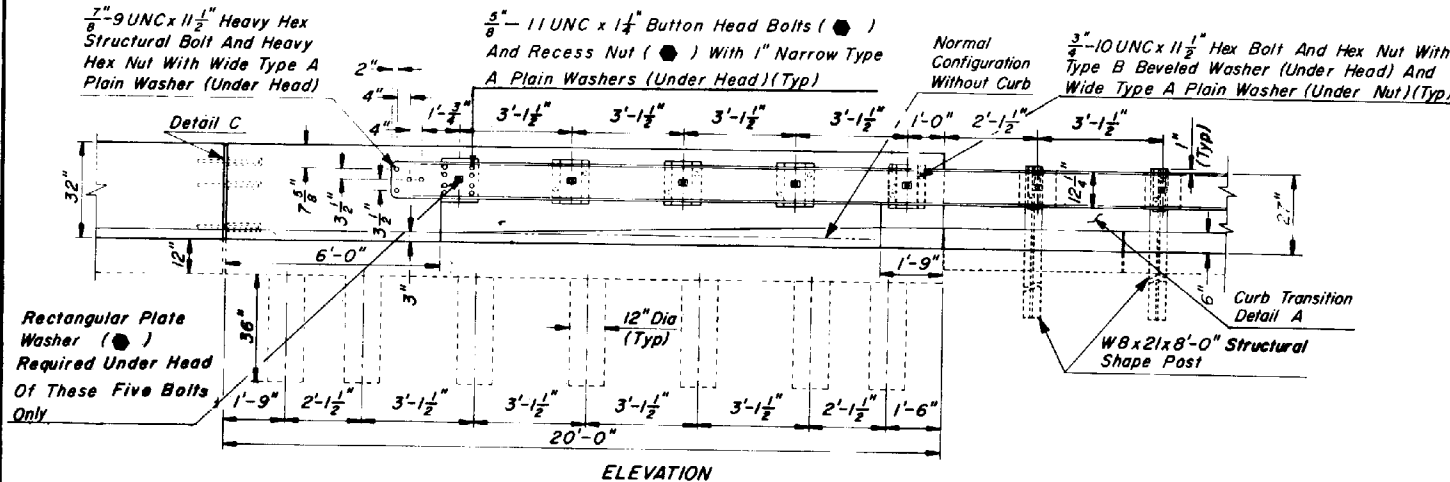 7/8"-9 UNC x 11 1/2" Heavy Hex
Structural Bolt And Heavy
Hex Nut With Wide Type A
Plain Washer (Under Head)
5/8"-11 UNC x 1 1/4" Button Head Bolts ( )
And Recess Nut ( ) With 1" Narrow Type
A Plain Washers (Under Head)(Typ)
Normal
Configuration
Without Curb
3/4"-10 UNC x 11 1/2" Hex Bolt And Hex Nut With
Type B Beveled Washer (Under Head) And
Wide Type A Plain Washer (Under Nut)(Typ)
2"
4"
4"
1'-3/4"
3'-1 1/2"
3'-1 1/2"
3'-1 1/2"
3'-1 1/2"
1'-0"
2'-1 1/2"
3'-1 1/2"
1"
(Typ)
Detail C
32"
7 5/8"
3 1/2"
3 1/2"
12 1/4"
27"
12"
6'-0"
3"
1'-9"
6"
Curb Transition
Detail A
36"
12" Dia
(Typ)
W8x21x8'-0" Structural
Shape Post
Rectangular Plate
Washer ( )
Required Under Head
Of These Five Bolts
Only
1'-9"
2'-1 1/2"
3'-1 1/2"
3'-1 1/2"
3'-1 1/2"
3'-1 1/2"
2'-1 1/2"
1'-6"
20'-0"
ELEVATION